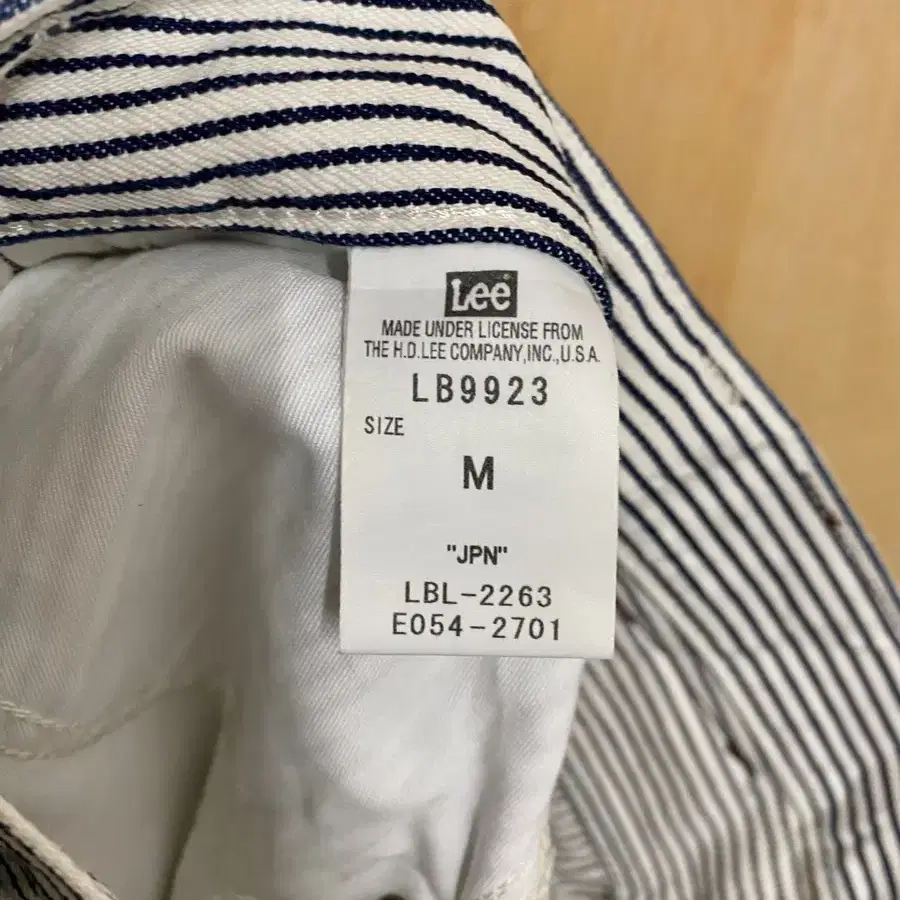 Lee
MADE UNDER LICENSE FROM
THE H.D.LEE COMPANY,INC.,U.S.A.
LB9923
SIZE
M
"JPN"
LBL-2263
E054-2701